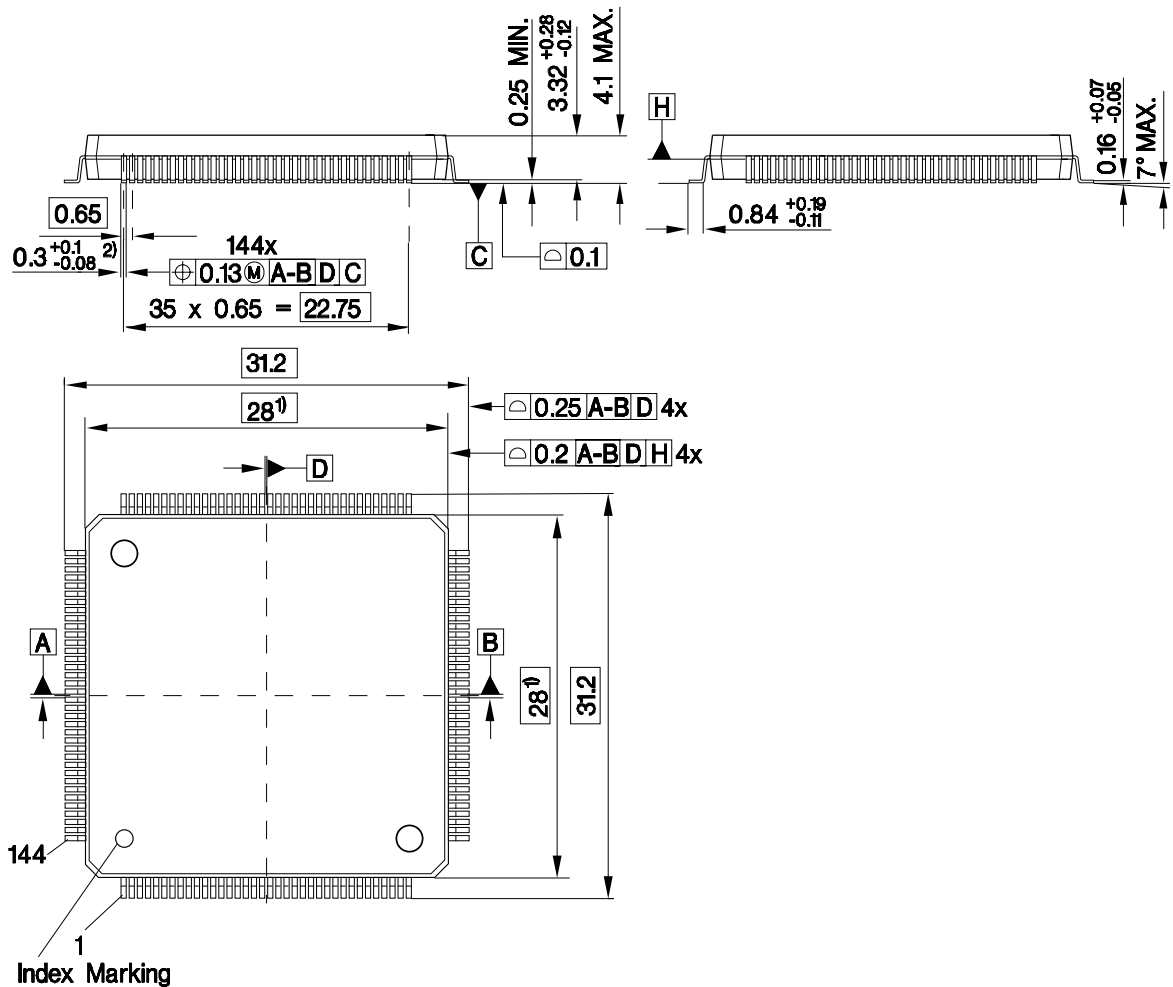 0.25 MIN.
3.32 +0.28 -0.12
4.1 MAX.
H
0.16 +0.07 -0.05
7° MAX.
0.65
0.3 +0.1 -0.08 2)
144x
0.13 Ⓜ A-B D C
35 x 0.65 = 22.75
C
0.1
0.84 +0.19 -0.11
31.2
28 1)
0.25 A-B D 4x
0.2 A-B D H 4x
D
A
B
28 1)
31.2
144
1
Index Marking